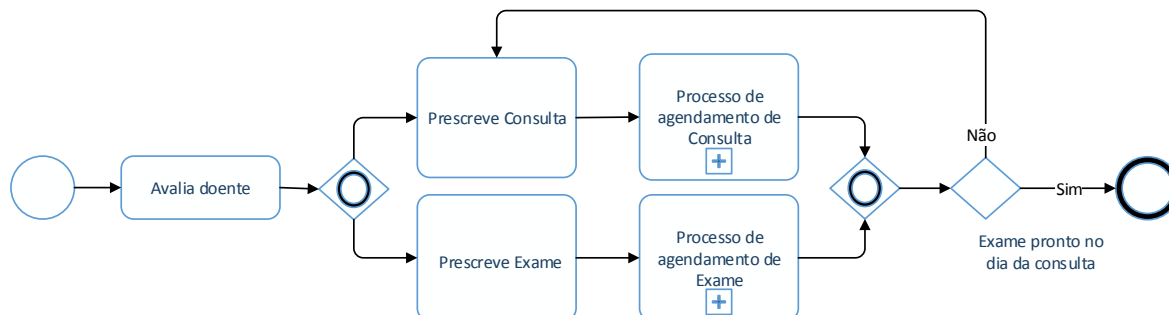 Avalia doente
Prescreve Consulta
Processo de
agendamento de
Consulta
Prescreve Exame
Processo de
agendamento de
Exame
Não
Sim
Exame pronto no
dia da consulta